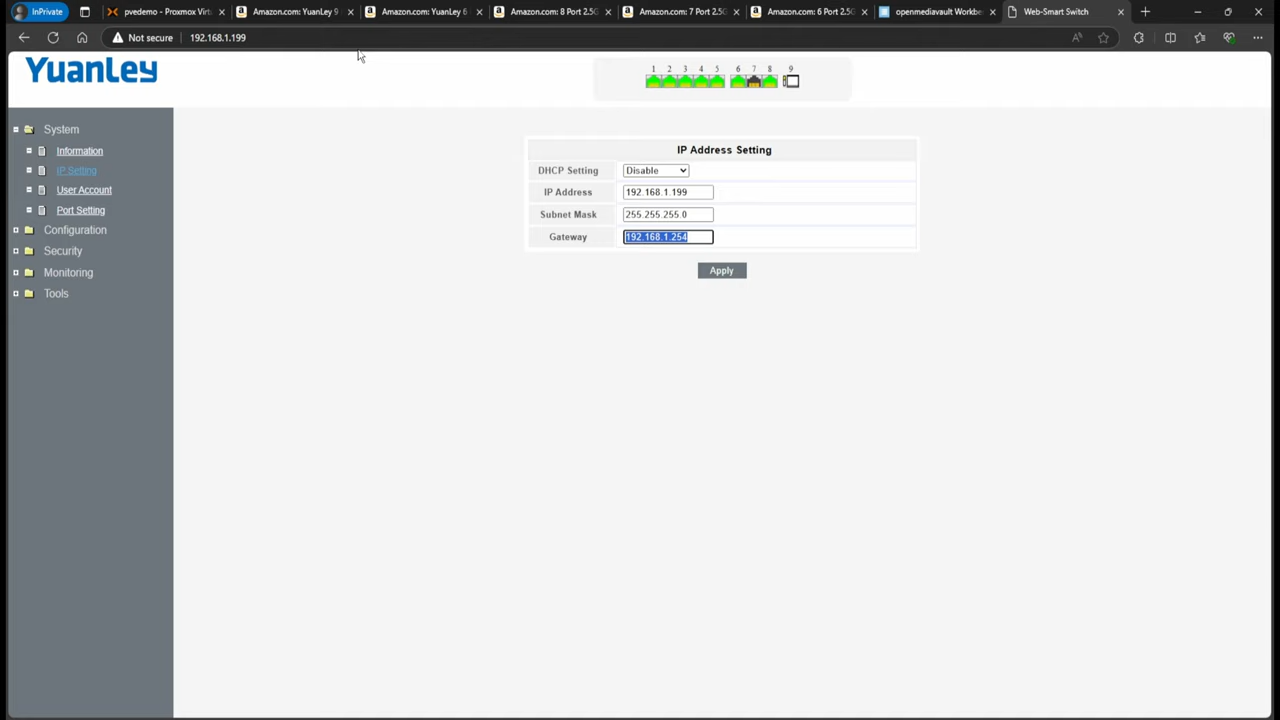 InPrivate
pvedemo - Proxmox Virt
Amazon.com: YuanLey 9
Amazon.com: YuanLey 6
Amazon.com: 8 Port 2.5G
Amazon.com: 7 Port 2.5G
Amazon.com: 6 Port 2.5G
openmediavault Workbe
Web-Smart Switch
Not secure
192.168.1.199
YuanLey
1 2 3 4 5 6 7 8 9
System
Information
IP Setting
User Account
Port Setting
Configuration
Security
Monitoring
Tools
IP Address Setting
DHCP Setting Disable
IP Address 192.168.1.199
Subnet Mask 255.255.255.0
Gateway 192.168.1.254
Apply